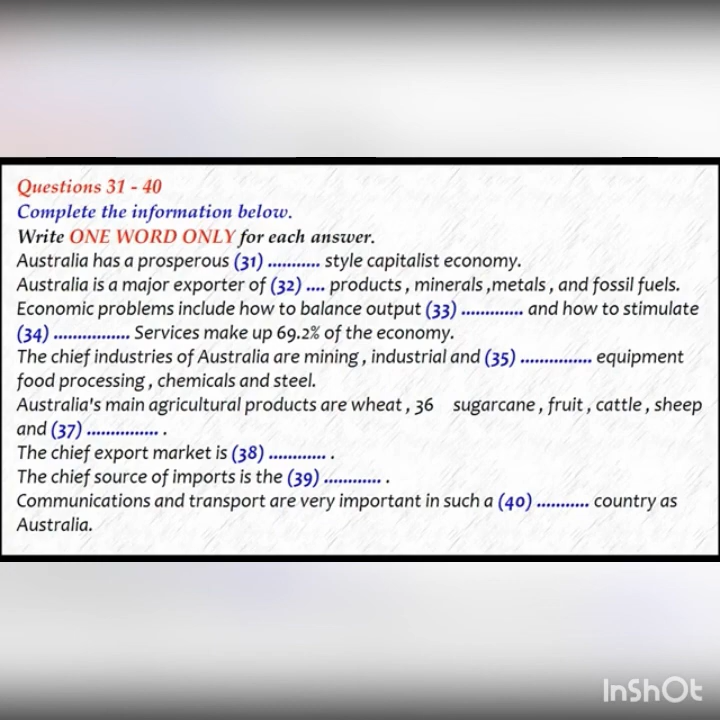 Questions 31 - 40
Complete the information below.
Write ONE WORD ONLY for each answer.
Australia has a prosperous (31) ........... style capitalist economy.
Australia is a major exporter of (32) .... products , minerals ,metals , and fossil fuels.
Economic problems include how to balance output (33) ............. and how to stimulate
(34) ................ Services make up 69.2% of the economy.
The chief industries of Australia are mining , industrial and (35) ............... equipment
food processing , chemicals and steel.
Australia's main agricultural products are wheat , 36 sugarcane , fruit , cattle , sheep
and (37) ............... .
The chief export market is (38) ............ .
The chief source of imports is the (39) ............ .
Communications and transport are very important in such a (40) ........... country as
Australia.
InShOt